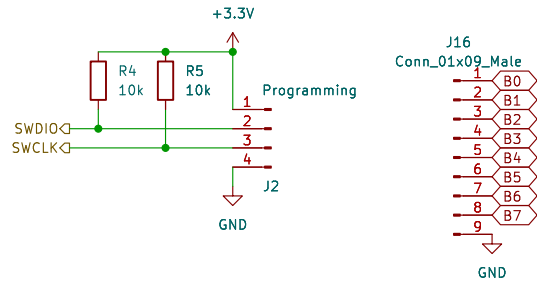 +3.3V
R4
10k
R5
10k
Programming
1
2
3
4
SWDIO
SWCLK
J2
GND
J16
Conn_01x09_Male
1 B0
2 B1
3 B2
4 B3
5 B4
6 B5
7 B6
8 B7
9
GND